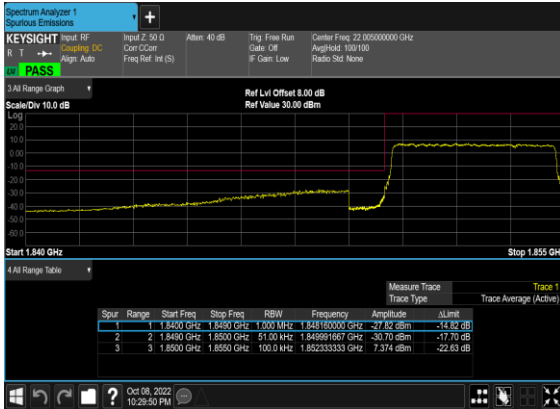 Spectrum Analyzer 1
Spurious Emissions
+
KEYSIGHT Input: RF Input Z: 50 Ω Atten: 40 dB Trig: Free Run Center Freq: 22.005000000 GHz
R T Coupling: DC Corr CCorr Gate: Off Avg|Hold: 100/100
Align: Auto Freq Ref: Int (S) IF Gain: Low Radio Std: None
PASS
3 All Range Graph
Ref Lvl Offset 8.00 dB
Scale/Div 10.0 dB Ref Value 30.00 dBm
Log
20.0
10.0
0.00
-10.0
-20.0
-30.0
-40.0
-50.0
-60.0
Start 1.840 GHz Stop 1.855 GH
4 All Range Table
Measure Trace Trace 1
Trace Type Trace Average (Active)
Spur Range Start Freq Stop Freq RBW Frequency Amplitude ΔLimit
1 1 1.8400 GHz 1.8490 GHz 1.000 MHz 1.848160000 GHz -27.82 dBm -14.82 dB
2 2 1.8490 GHz 1.8500 GHz 51.00 kHz 1.849991667 GHz -30.70 dBm -17.70 dB
3 3 1.8500 GHz 1.8550 GHz 100.0 kHz 1.852333333 GHz 7.374 dBm -22.63 dB
? Oct 08, 2022
10:29:50 PM